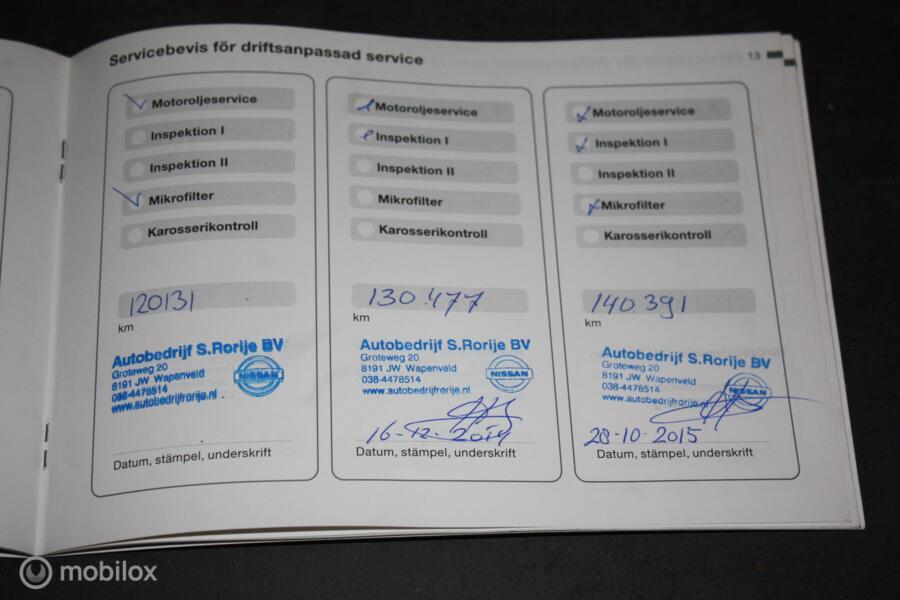 Servicebevis för driftsanpassad service
13
Motoroljeservice
Inspektion I
Inspektion II
Mikrofilter
Karosserikontroll
120131
km
Autobedrijf S.Rorije BV
Groteweg 20
8191 JW Wapenveld
038-4478514
www.autobedrijfrorije.nl
NISSAN
Datum, stämpel, underskrift
Motoroljeservice
Inspektion I
Inspektion II
Mikrofilter
Karosserikontroll
130.477
km
Autobedrijf S.Rorije BV
Groteweg 20
8191 JW Wapenveld
038-4478514
www.autobedrijfrorije.nl
NISSAN
16-12-2014
Datum, stämpel, underskrift
Motoroljeservice
Inspektion I
Inspektion II
Mikrofilter
Karosserikontroll
140.391
km
Autobedrijf S.Rorije BV
Groteweg 20
8191 JW Wapenveld
038-4478514
www.autobedrijfrorije.nl
NISSAN
28-10-2015
Datum, stämpel, underskrift
mobilox